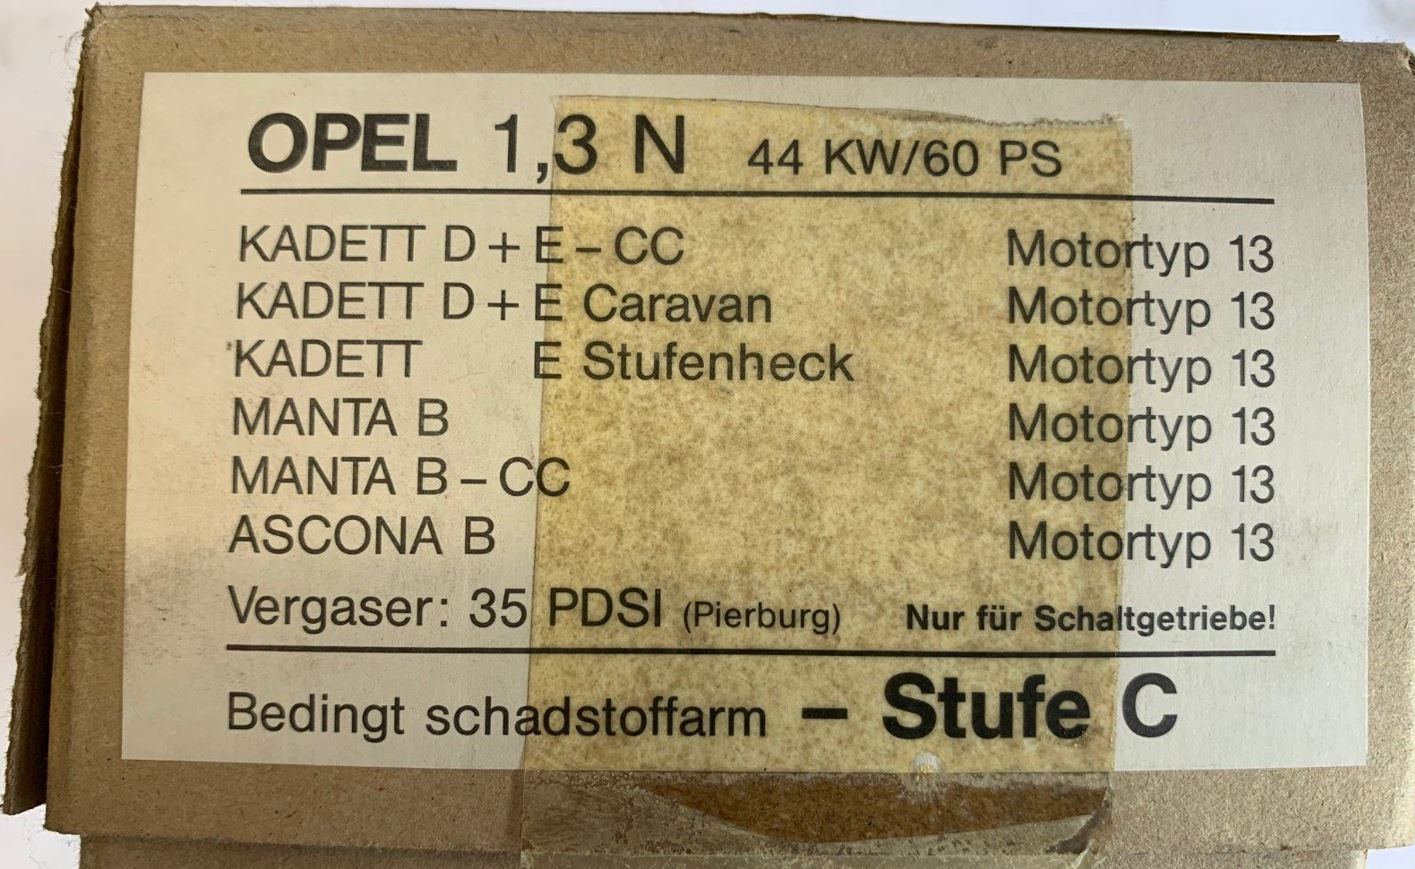 OPEL 1,3 N 44 KW/60 PS
KADETT D + E – CC Motortyp 13
KADETT D + E Caravan Motortyp 13
KADETT E Stufenheck Motortyp 13
MANTA B Motortyp 13
MANTA B – CC Motortyp 13
ASCONA B Motortyp 13
Vergaser: 35 PDSI (Pierburg) Nur für Schaltgetriebe!
Bedingt schadstoffarm – Stufe C